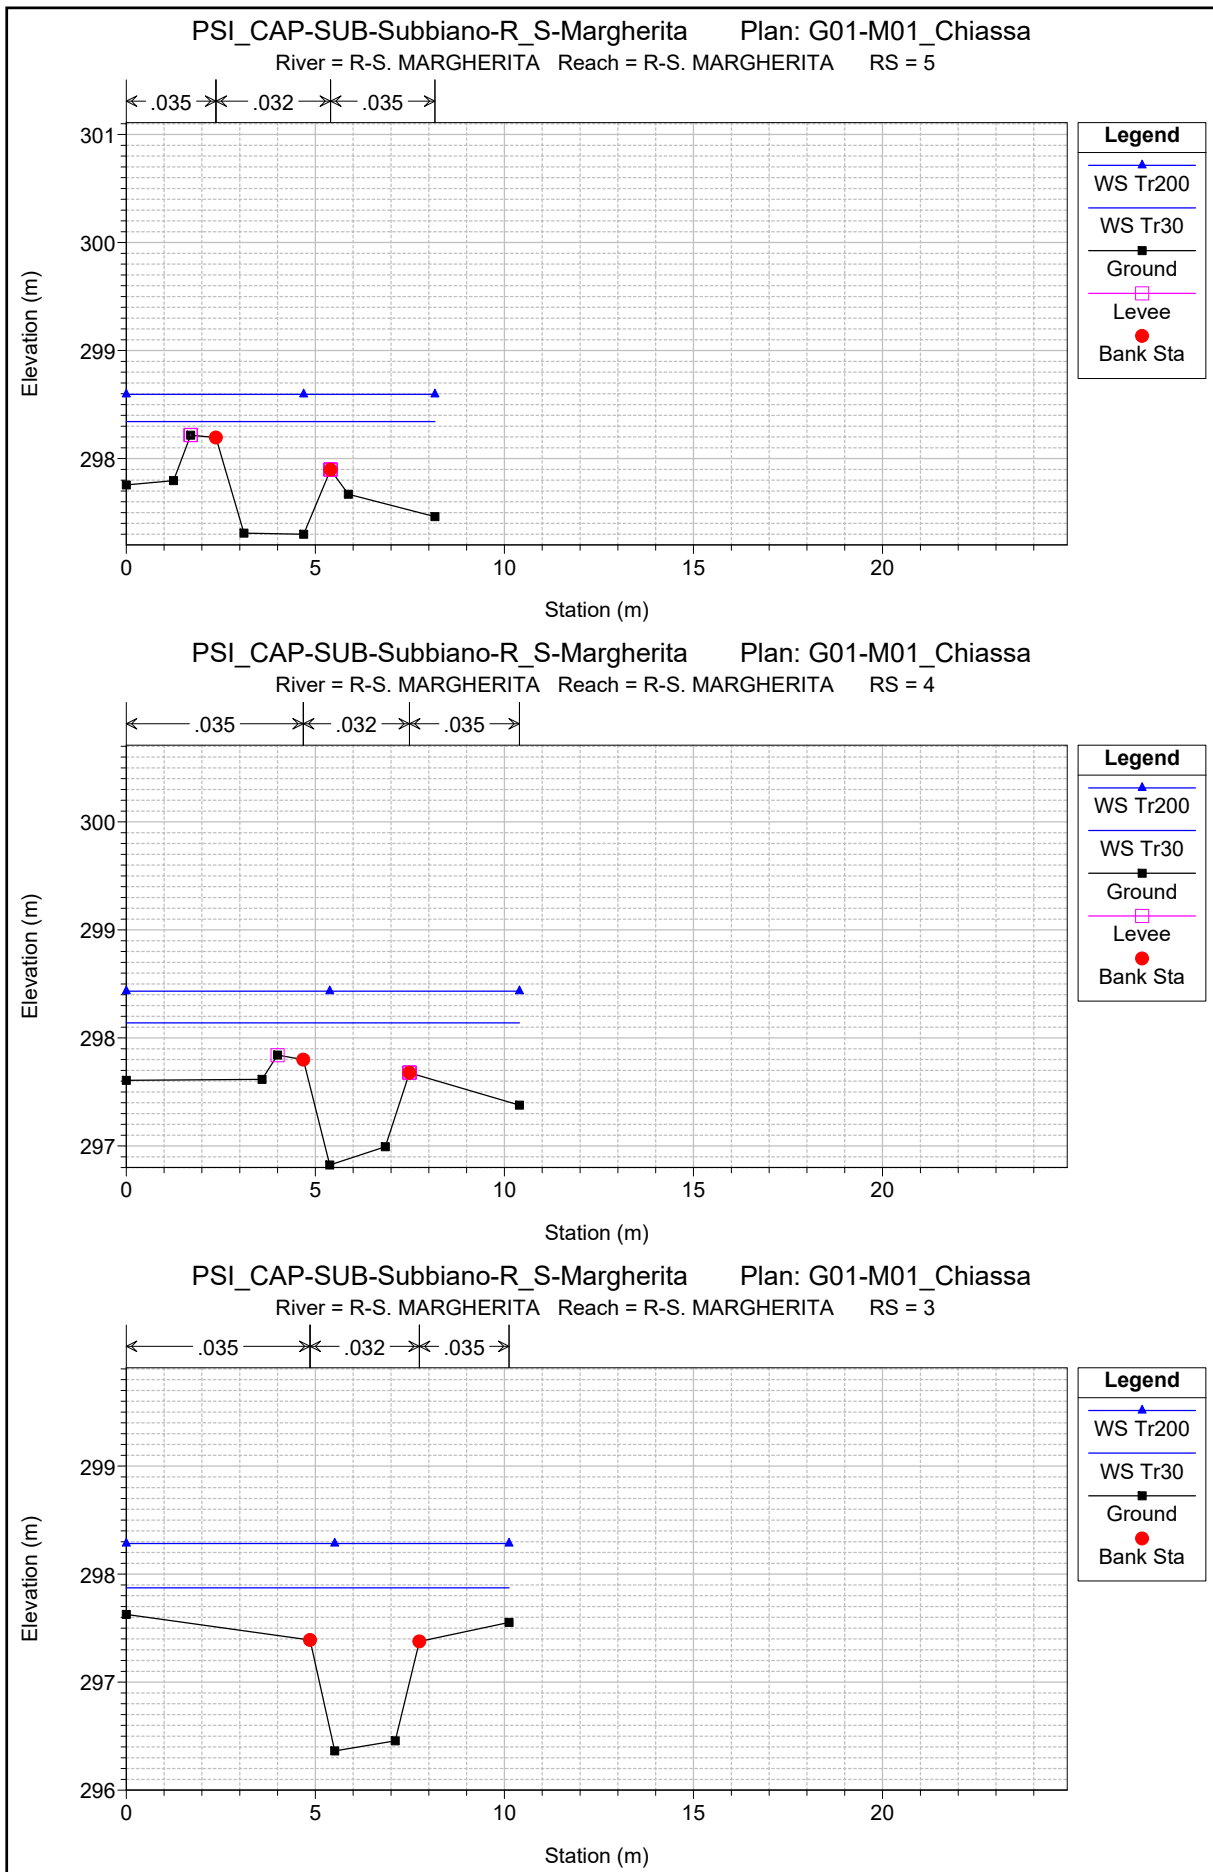 PSI_CAP-SUB-Subbiano-R_S-Margherita Plan: G01-M01_Chiassa
River = R-S. MARGHERITA Reach = R-S. MARGHERITA RS = 5
.035 .032 .035
Legend
WS Tr200
WS Tr30
Ground
Levee
Bank Sta
Elevation (m)
301
300
299
298
0 5 10 15 20
Station (m)
PSI_CAP-SUB-Subbiano-R_S-Margherita Plan: G01-M01_Chiassa
River = R-S. MARGHERITA Reach = R-S. MARGHERITA RS = 4
.035 .032 .035
Legend
WS Tr200
WS Tr30
Ground
Levee
Bank Sta
Elevation (m)
300
299
298
297
0 5 10 15 20
Station (m)
PSI_CAP-SUB-Subbiano-R_S-Margherita Plan: G01-M01_Chiassa
River = R-S. MARGHERITA Reach = R-S. MARGHERITA RS = 3
.035 .032 .035
Legend
WS Tr200
WS Tr30
Ground
Bank Sta
Elevation (m)
299
298
297
296
0 5 10 15 20
Station (m)